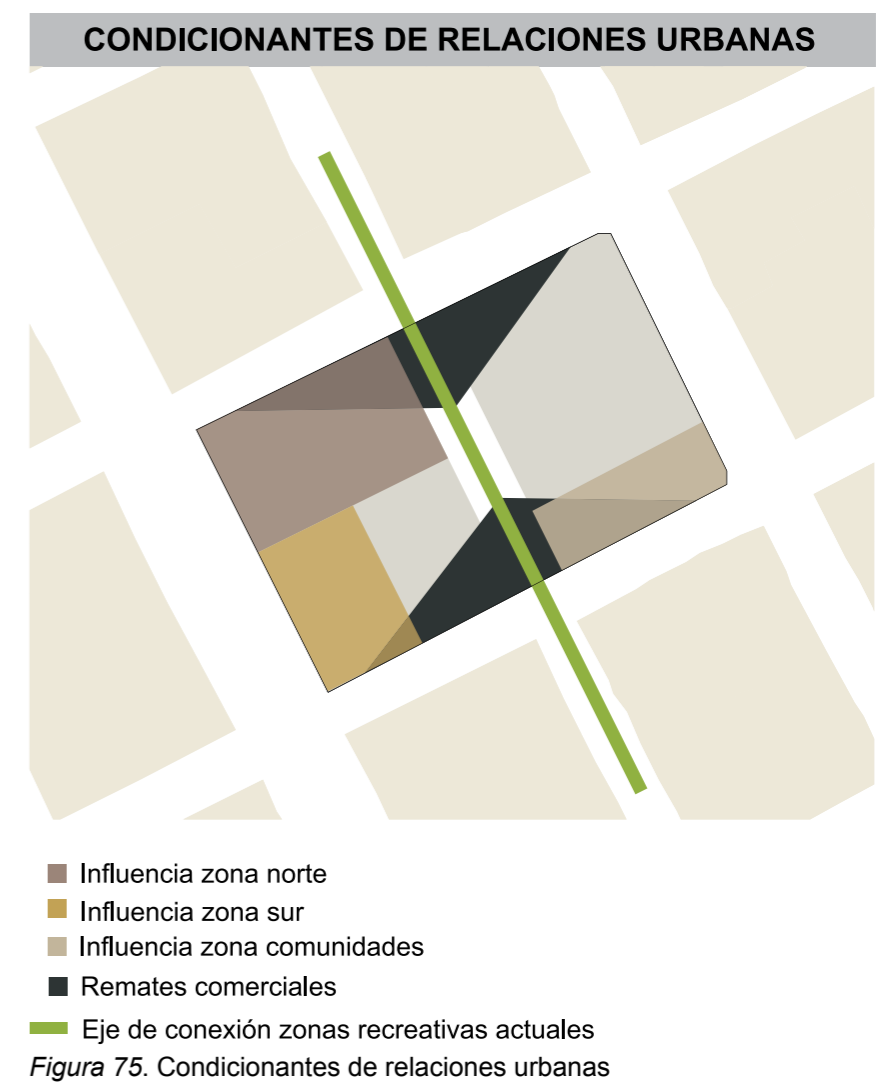 CONDICIONANTES DE RELACIONES URBANAS
Influencia zona norte
Influencia zona sur
Influencia zona comunidades
Remates comerciales
Eje de conexión zonas recreativas actuales
Figura 75. Condicionantes de relaciones urbanas